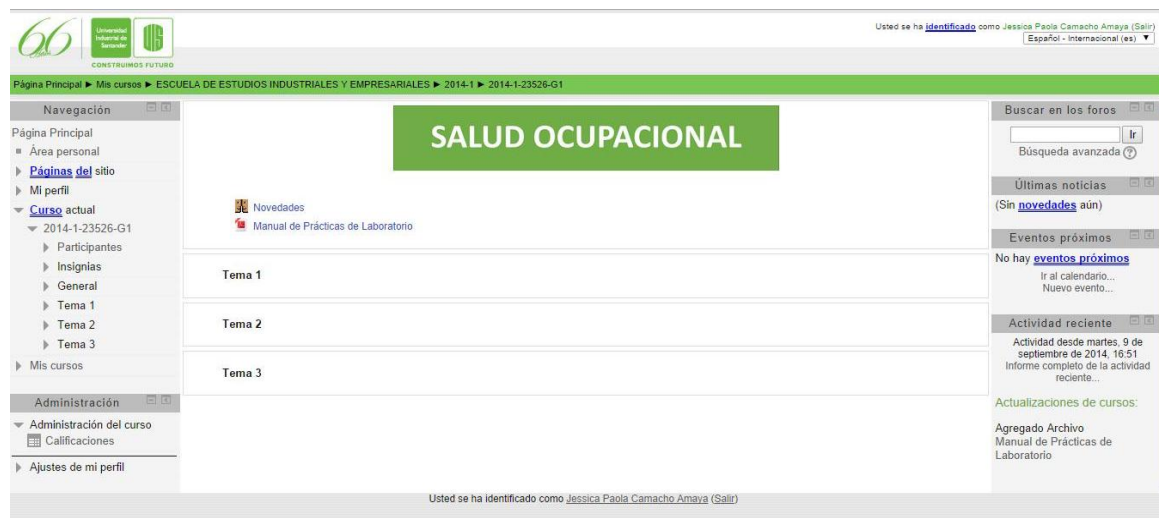 66
Universidad
Industrial de
Santander
UIS
CONSTRUIMOS FUTURO
Usted se ha identificado como Jessica Paola Camacho Amaya (Salir)
Español - Internacional (es) ▼
Página Principal ► Mis cursos ► ESCUELA DE ESTUDIOS INDUSTRIALES Y EMPRESARIALES ► 2014-1 ► 2014-1-23526-G1
Navegación
Página Principal
Área personal
Páginas del sitio
Mi perfil
Curso actual
2014-1-23526-G1
Participantes
Insignias
General
Tema 1
Tema 2
Tema 3
Mis cursos
Administración
Administración del curso
Calificaciones
Ajustes de mi perfil
SALUD OCUPACIONAL
Novedades
Manual de Prácticas de Laboratorio
Tema 1
Tema 2
Tema 3
Buscar en los foros
Ir
Búsqueda avanzada ?
Últimas noticias
(Sin novedades aún)
Eventos próximos
No hay eventos próximos
Ir al calendario...
Nuevo evento...
Actividad reciente
Actividad desde martes, 9 de
septiembre de 2014, 16:51
Informe completo de la actividad
reciente...
Actualizaciones de cursos:
Agregado Archivo
Manual de Prácticas de
Laboratorio
Usted se ha identificado como Jessica Paola Camacho Amaya (Salir)